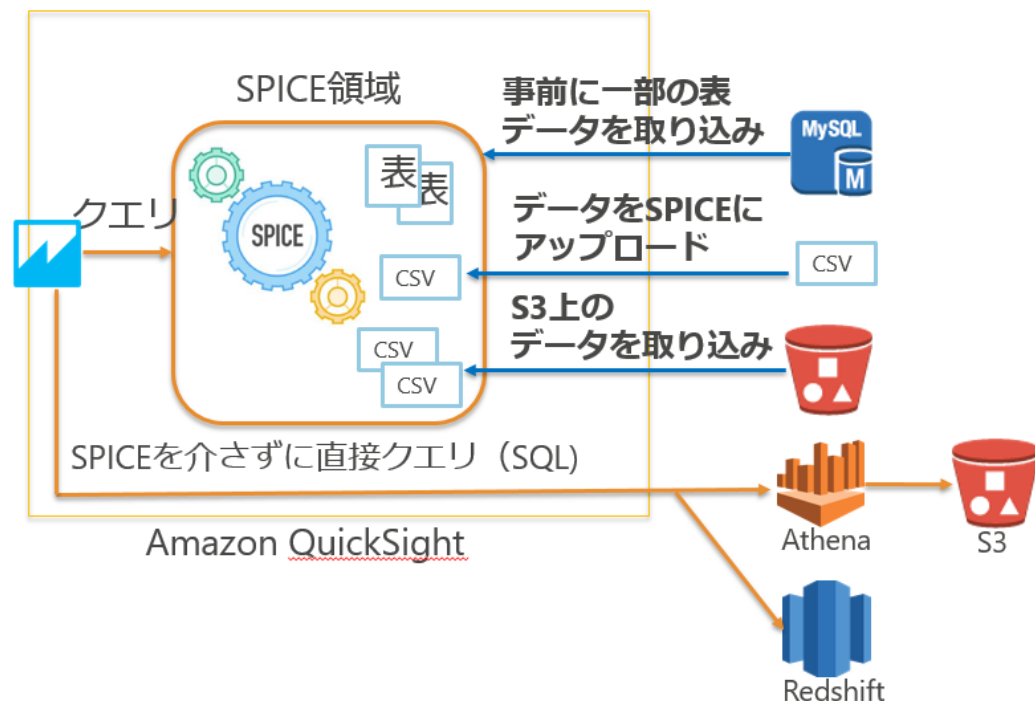 SPICE領域
事前に一部の表
データを取り込み
MySQL
M
表
表
クエリ
SPICE
データをSPICEに
アップロード
CSV
CSV
S3上の
データを取り込み
CSV
CSV
SPICEを介さずに直接クエリ（SQL)
Amazon QuickSight
Athena
S3
Redshift